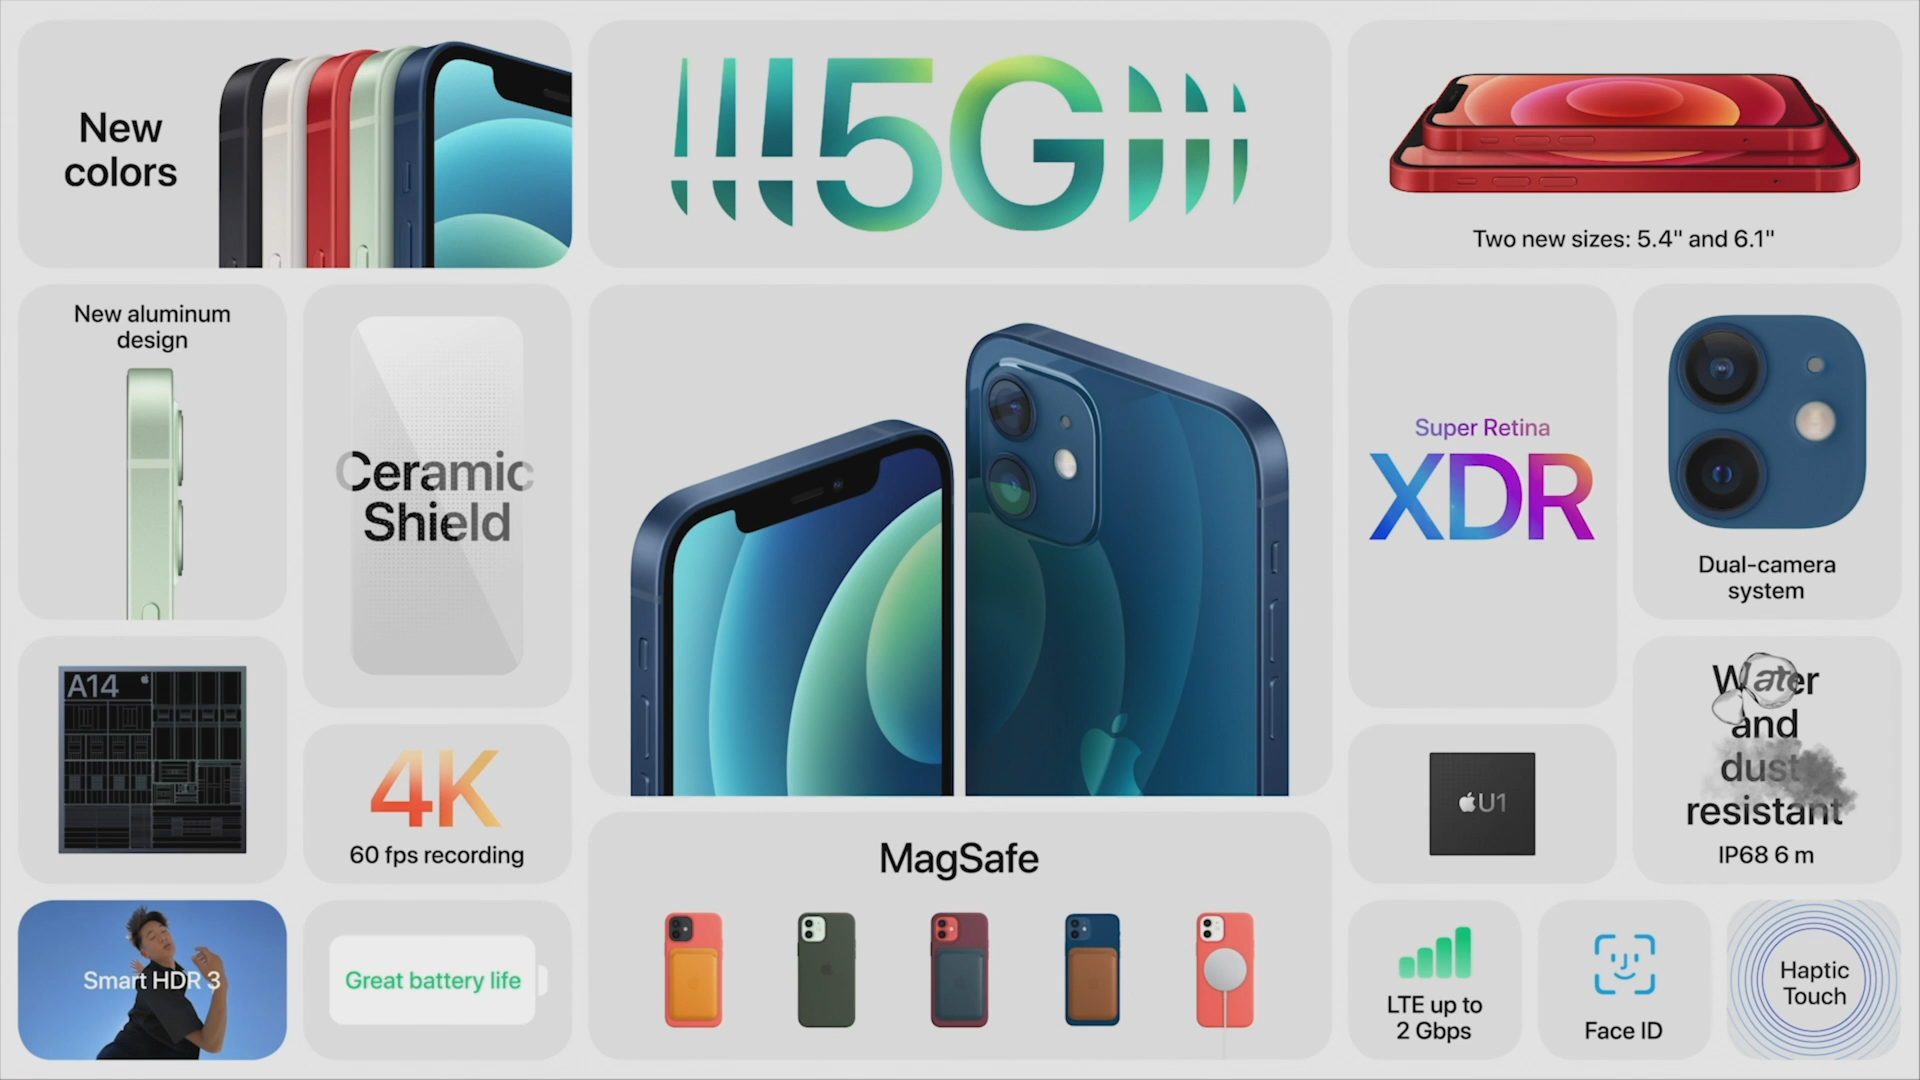 New
colors
5G
Two new sizes: 5.4" and 6.1"
New aluminum
design
Ceramic
Shield
Super Retina
XDR
Dual-camera
system
A14
4K
60 fps recording
MagSafe
U1
Water
and
dust
resistant
IP68 6 m
Smart HDR 3
Great battery life
LTE up to
2 Gbps
Face ID
Haptic
Touch